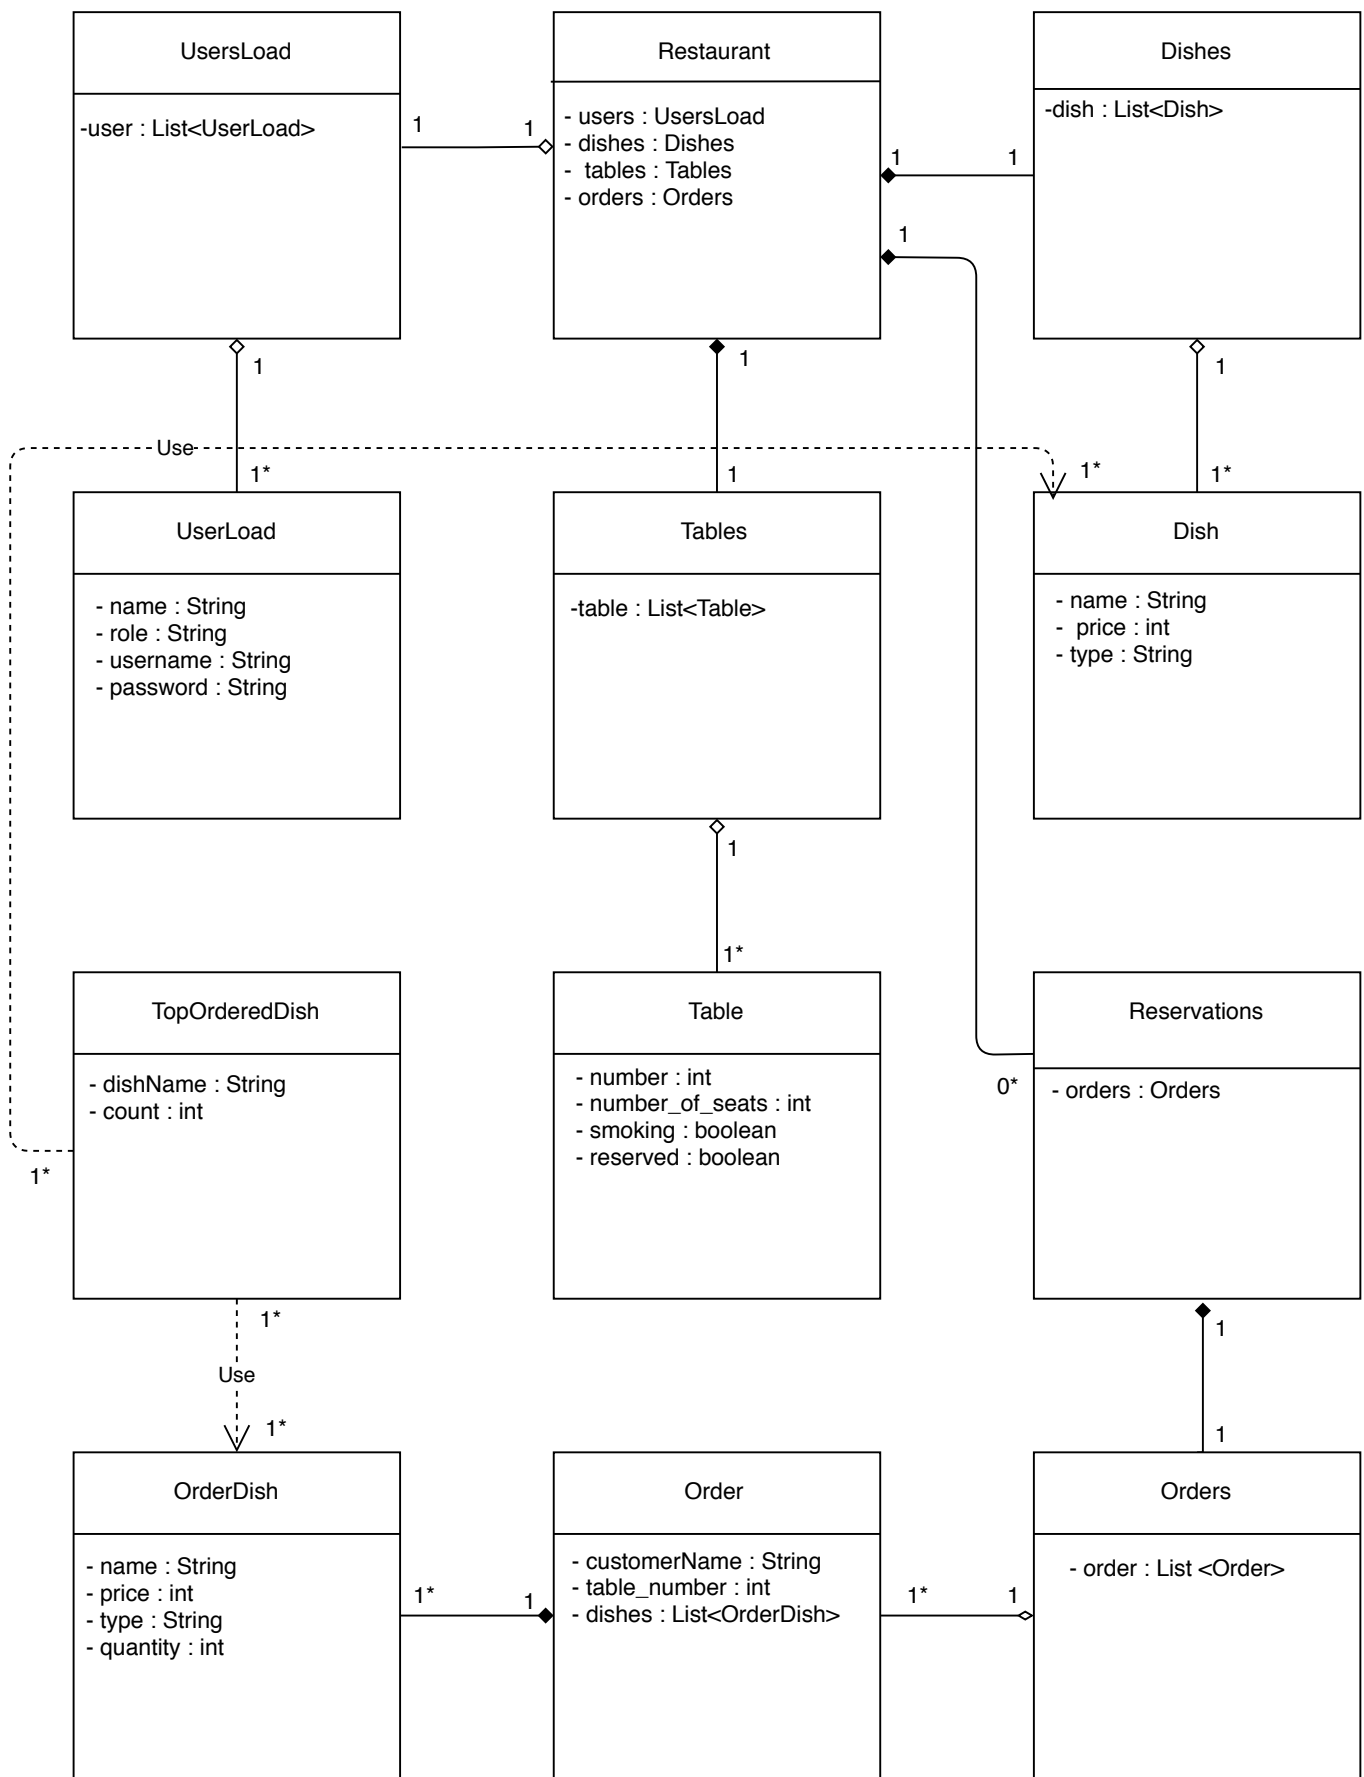 UsersLoad
-user : List<UserLoad>
1
1
Restaurant
- users : UsersLoad
- dishes : Dishes
-  tables : Tables
- orders : Orders
1
1
Dishes
-dish : List<Dish>
1
1
1
1
Use
1*
1
1*
1*
UserLoad
- name : String
- role : String
- username : String
- password : String
Tables
-table : List<Table>
Dish
- name : String
-  price : int
- type : String
1
1*
TopOrderedDish
- dishName : String
- count : int
1*
Table
- number : int
- number_of_seats : int
- smoking : boolean
- reserved : boolean
0*
Reservations
- orders : Orders
1*
Use
1*
1
1
OrderDish
- name : String
- price : int
- type : String
- quantity : int
1*
1
Order
- customerName : String
- table_number : int
- dishes : List<OrderDish>
1*
1
Orders
- order : List <Order>